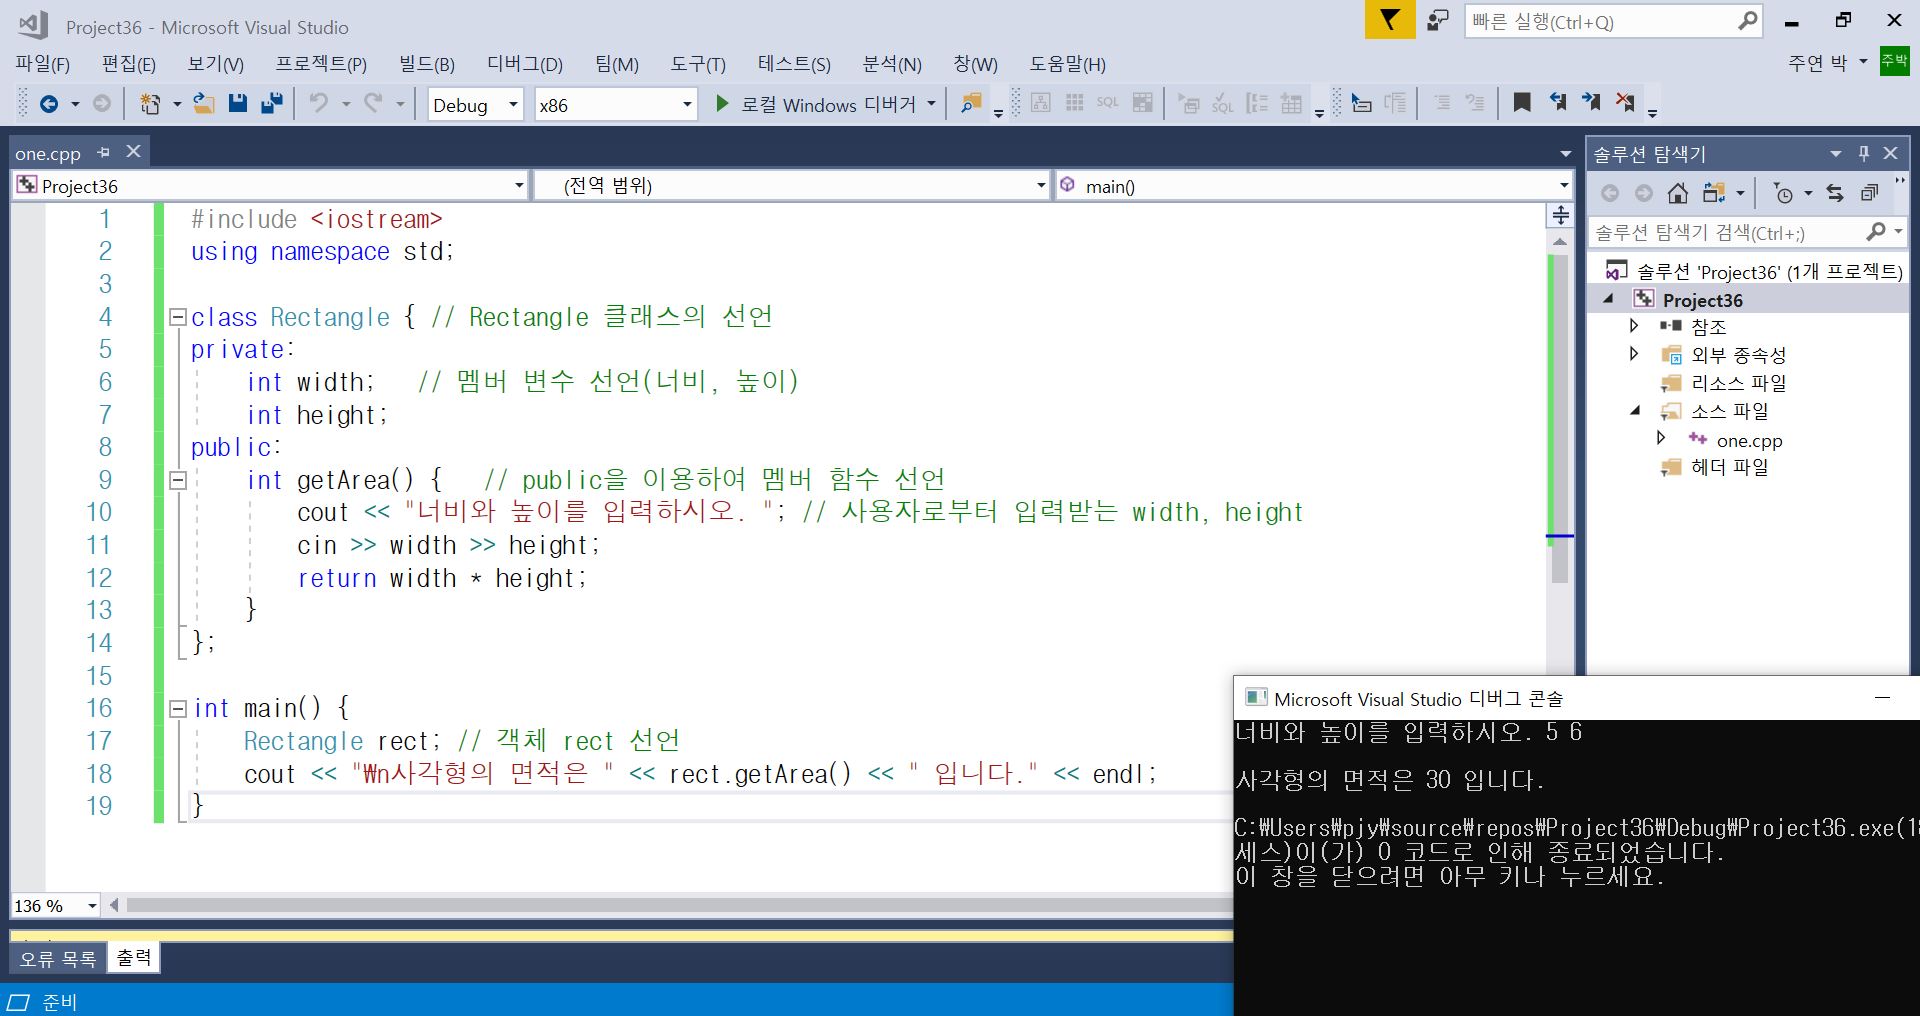 Project36 - Microsoft Visual Studio
빠른 실행(Ctrl+Q)
파일(F) 편집(E) 보기(V) 프로젝트(P) 빌드(B) 디버그(D) 팀(M) 도구(T) 테스트(S) 분석(N) 창(W) 도움말(H)
주연 박 주박
Debug x86 로컬 Windows 디버거
one.cpp
Project36 (전역 범위) main()
1 #include <iostream>
2 using namespace std;
3
4 class Rectangle { // Rectangle 클래스의 선언
5 private:
6 int width; // 멤버 변수 선언(너비, 높이)
7 int height;
8 public:
9 int getArea() { // public을 이용하여 멤버 함수 선언
10 cout << "너비와 높이를 입력하시오. "; // 사용자로부터 입력받는 width, height
11 cin >> width >> height;
12 return width * height;
13 }
14 };
15
16 int main() {
17 Rectangle rect; // 객체 rect 선언
18 cout << "₩n사각형의 면적은 " << rect.getArea() << " 입니다." << endl;
19 }
136 %
오류 목록 출력
준비
솔루션 탐색기
솔루션 탐색기 검색(Ctrl+;)
솔루션 'Project36' (1개 프로젝트)
Project36
참조
외부 종속성
리소스 파일
소스 파일
one.cpp
헤더 파일
Microsoft Visual Studio 디버그 콘솔
너비와 높이를 입력하시오. 5 6
사각형의 면적은 30 입니다.
C:₩Users₩pjy₩source₩repos₩Project36₩Debug₩Project36.exe(1
세스)이(가) 0 코드로 인해 종료되었습니다.
이 창을 닫으려면 아무 키나 누르세요.